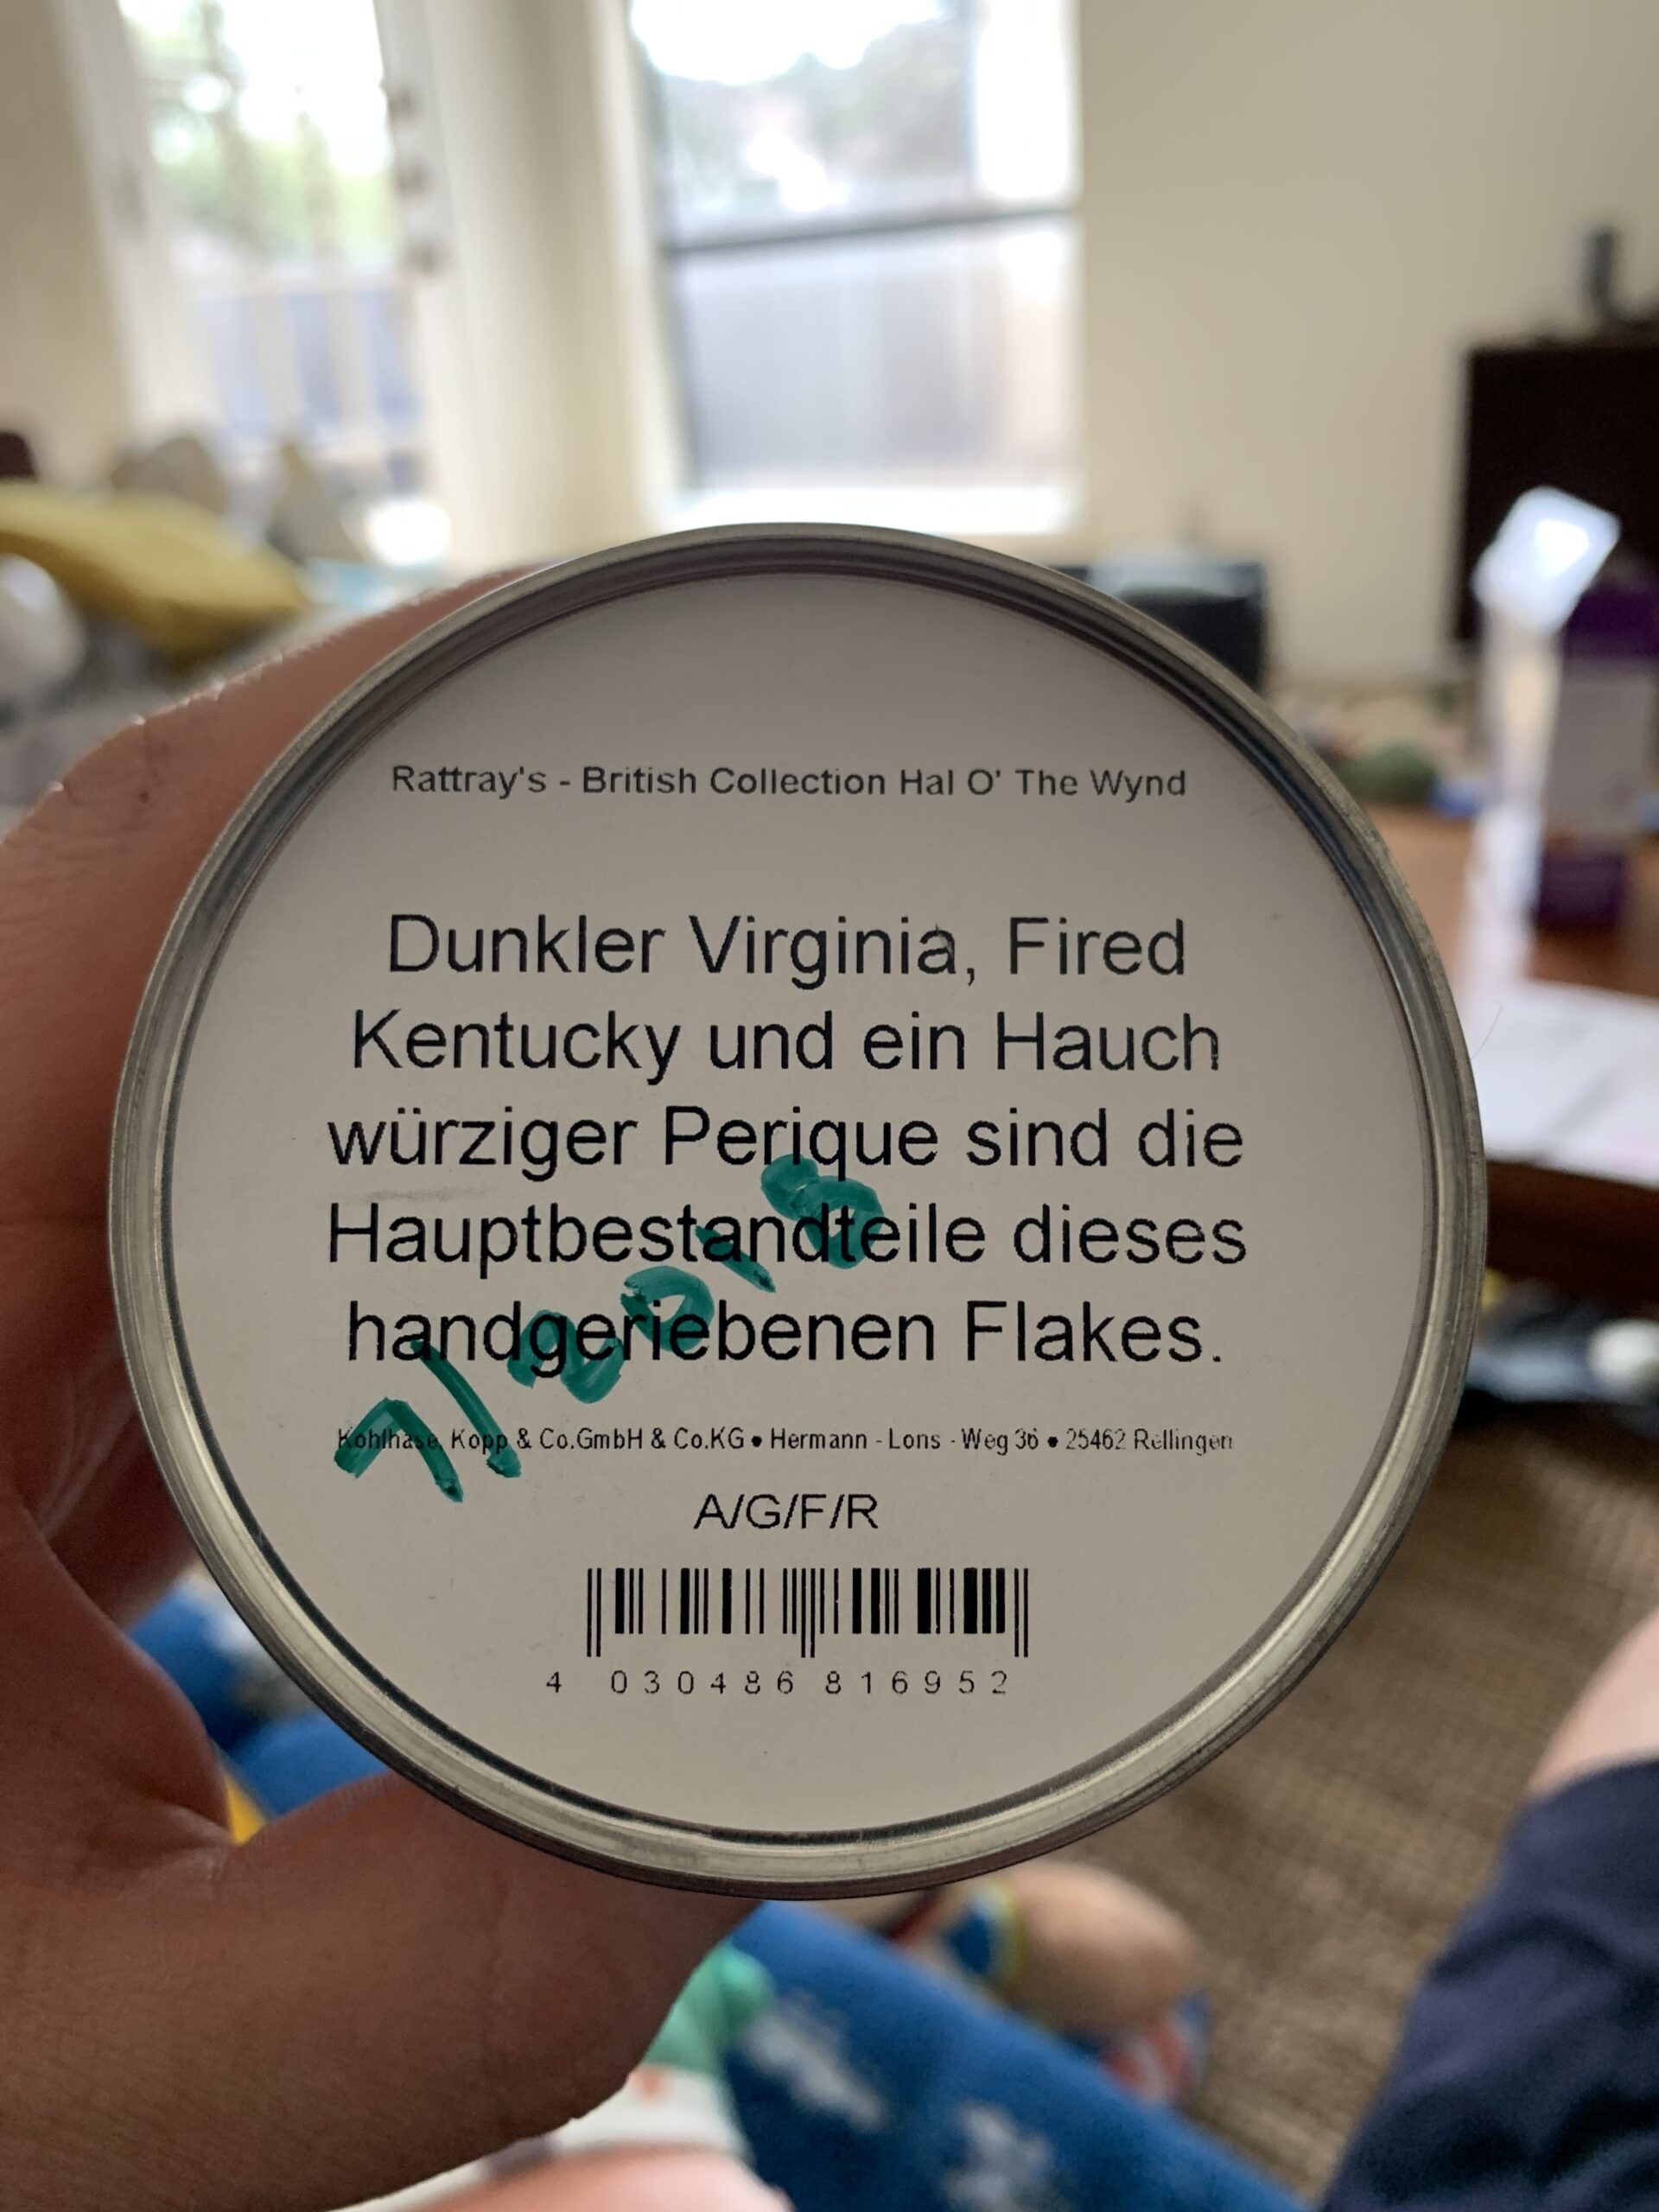 Rattray's - British Collection Hal O' The Wynd
Dunkler Virginia, Fired
Kentucky und ein Hauch
würziger Perique sind die
Hauptbestandteile dieses
handgeriebenen Flakes.
7/2018
Kohlhase, Kopp & Co.GmbH & Co.KG • Hermann - Lons - Weg 36 • 25462 Rellingen
A/G/F/R
4 030486 816952